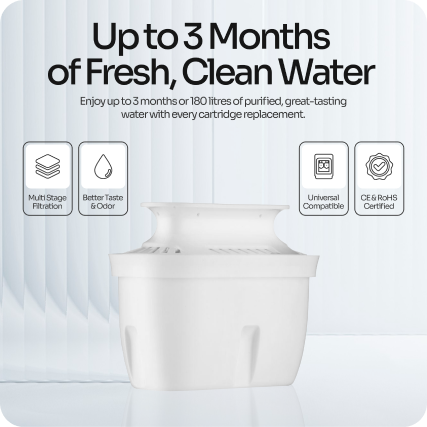 Up to 3 Months
of Fresh, Clean Water
Enjoy up to 3 months or 180 litres of purified, great-tasting
water with every cartridge replacement.
Multi Stage
Filtration
Better Taste
& Odor
Universal
Compatible
CE & RoHS
Certified